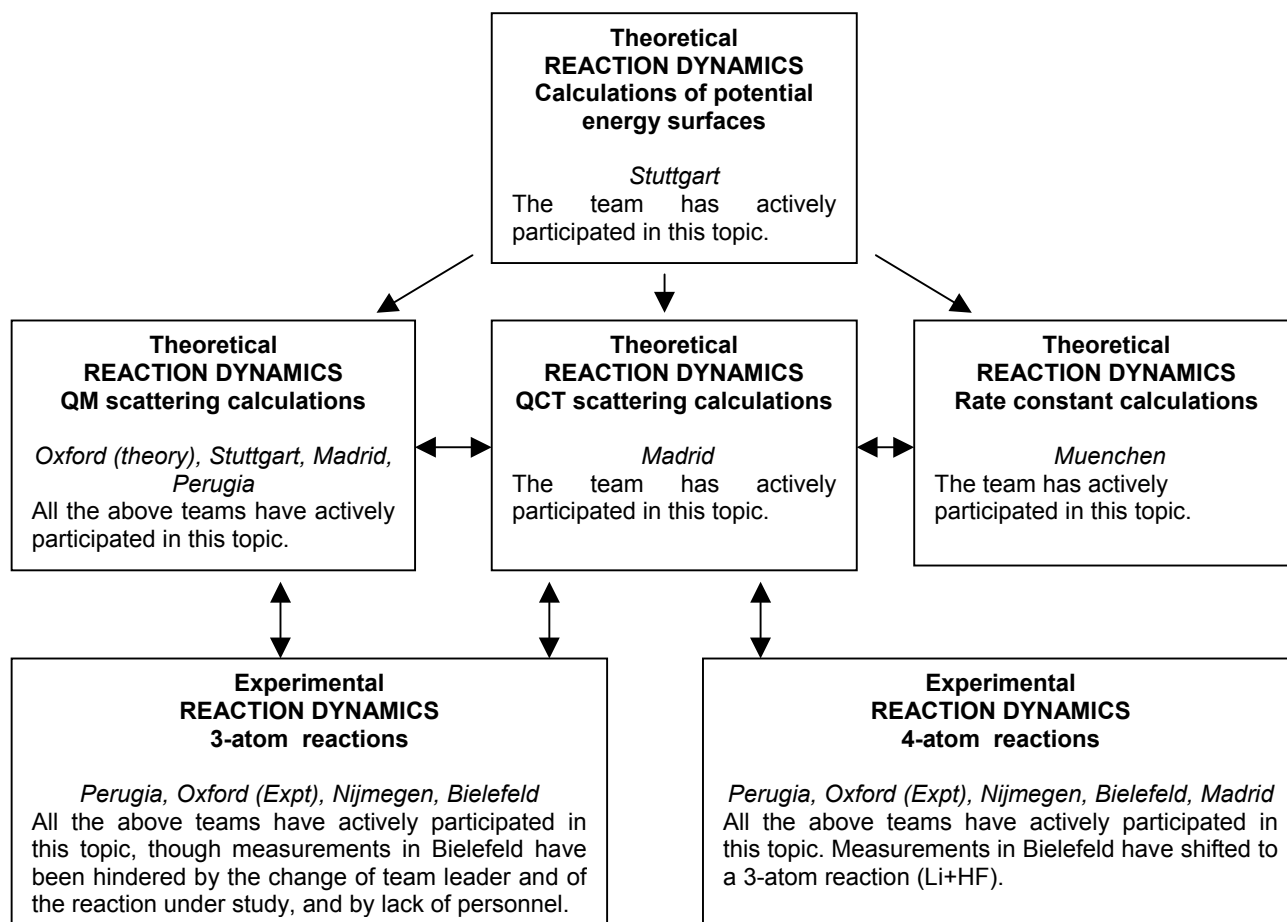 Theoretical
REACTION DYNAMICS
Calculations of potential
energy surfaces
Stuttgart
The team has actively
participated in this topic.
Theoretical
REACTION DYNAMICS
QM scattering calculations
Oxford (theory), Stuttgart, Madrid,
Perugia
All the above teams have actively
participated in this topic.
Theoretical
REACTION DYNAMICS
QCT scattering calculations
Madrid
The team has actively
participated in this topic.
Theoretical
REACTION DYNAMICS
Rate constant calculations
Muenchen
The team has actively
participated in this topic.
Experimental
REACTION DYNAMICS
3-atom reactions
Perugia, Oxford (Expt), Nijmegen, Bielefeld
All the above teams have actively participated in
this topic, though measurements in Bielefeld have
been hindered by the change of team leader and of
the reaction under study, and by lack of personnel.
Experimental
REACTION DYNAMICS
4-atom reactions
Perugia, Oxford (Expt), Nijmegen, Bielefeld, Madrid
All the above teams have actively participated in
this topic. Measurements in Bielefeld have shifted to
a 3-atom reaction (Li+HF).